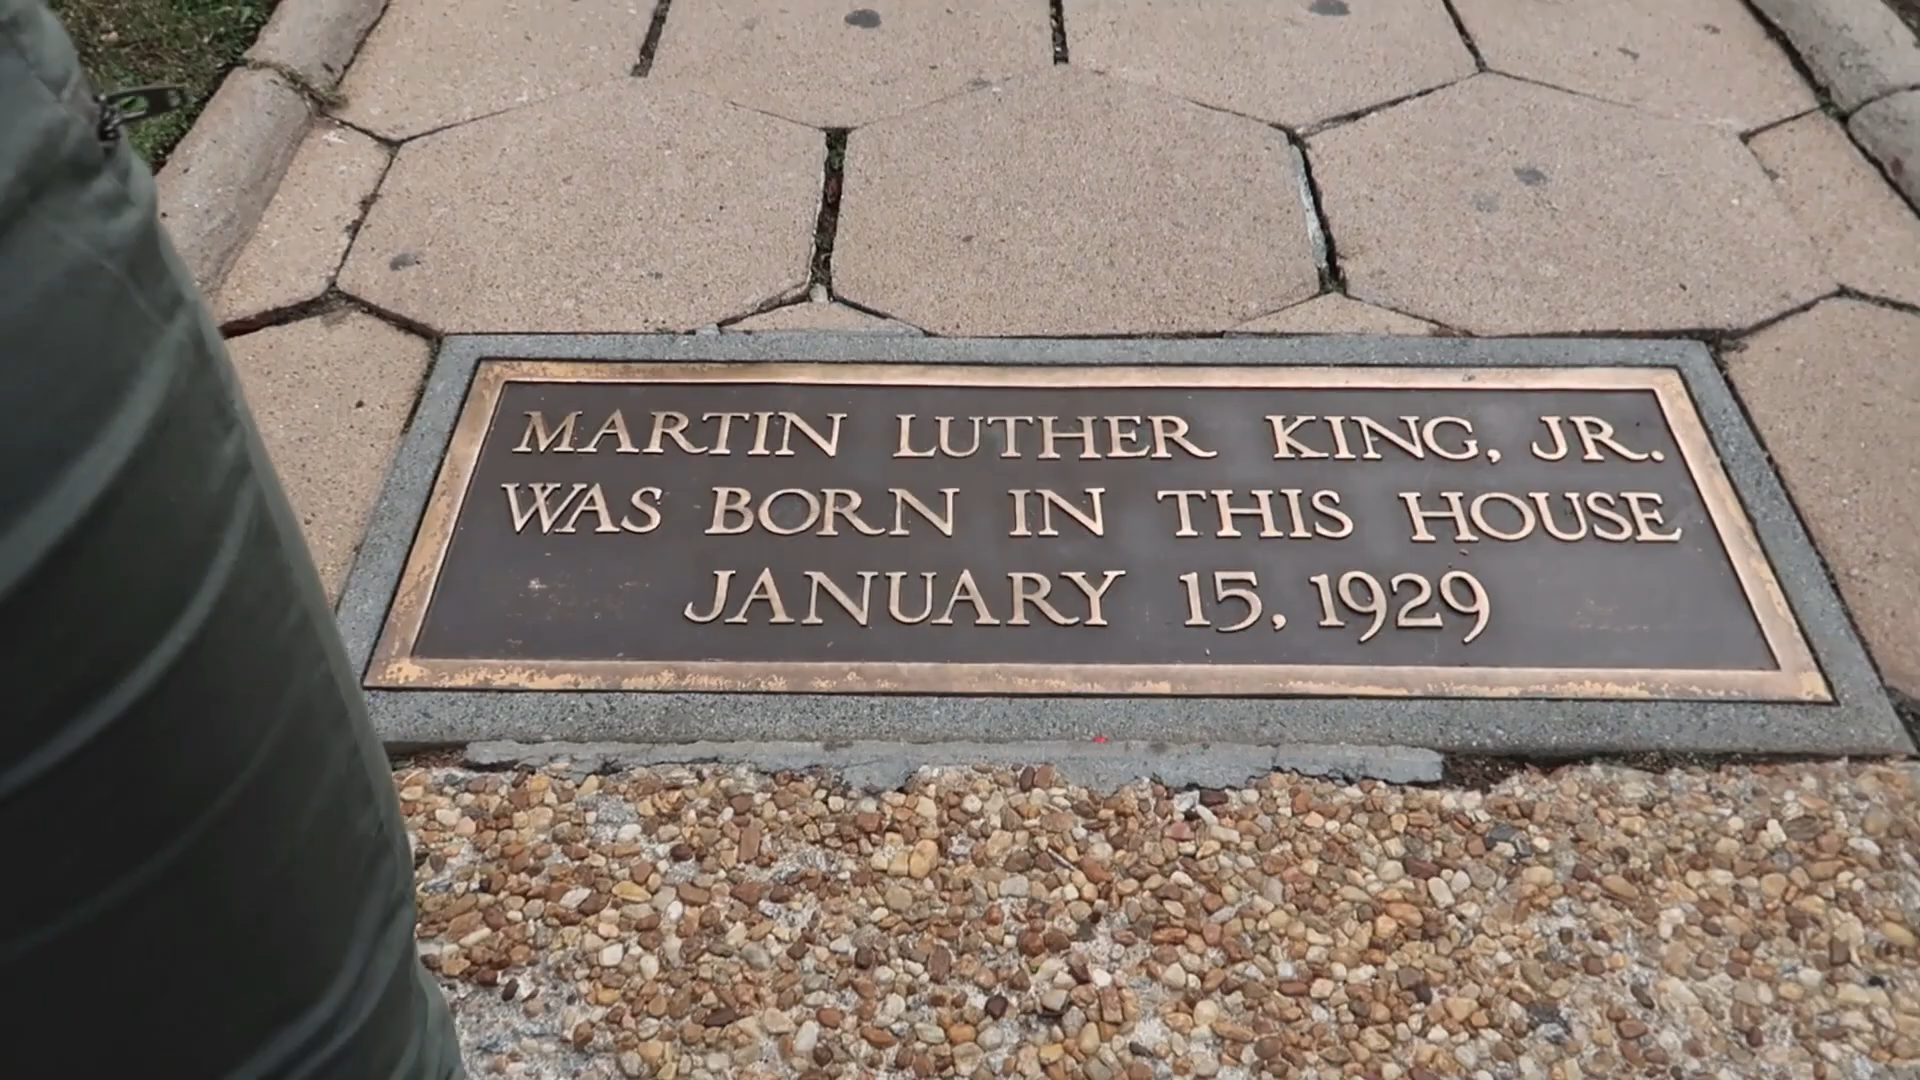 MARTIN LUTHER KING, JR.
WAS BORN IN THIS HOUSE
JANUARY 15, 1929